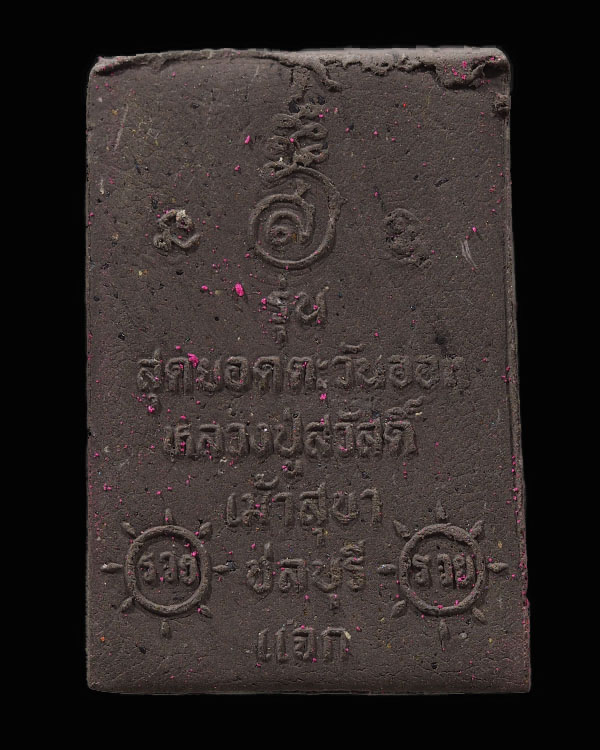 ส
รุ่น
สุดยอดตะวันออก
หลวงปู่สวัสดิ์
เม้าสุขา
รวย ชลบุรี รวย
แจก